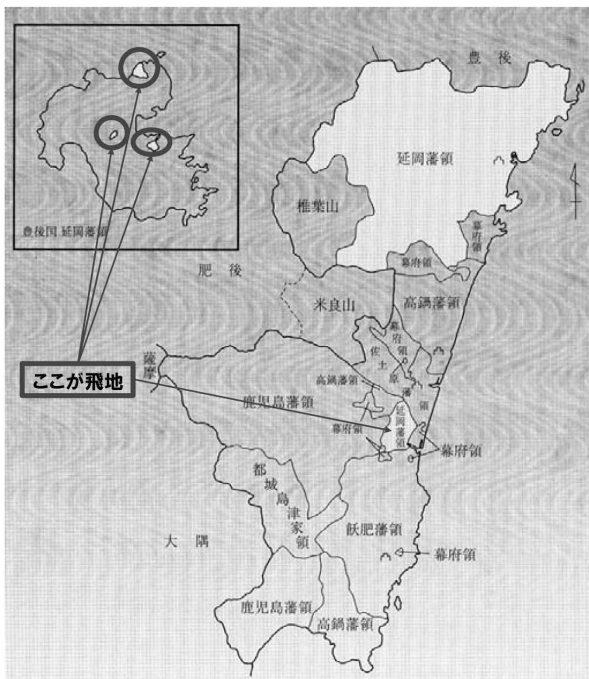 豊後
延岡藩領
椎葉山
幕府領
豊後国延岡藩領
幕府領
肥後
米良山
高鍋藩領
幕府領
佐土原藩領
薩摩
ここが飛地
高鍋藩領
鹿児島藩領
延岡藩領
幕府領
幕府領
都城島津家領
飫肥藩領
大隅
幕府領
鹿児島藩領
高鍋藩領